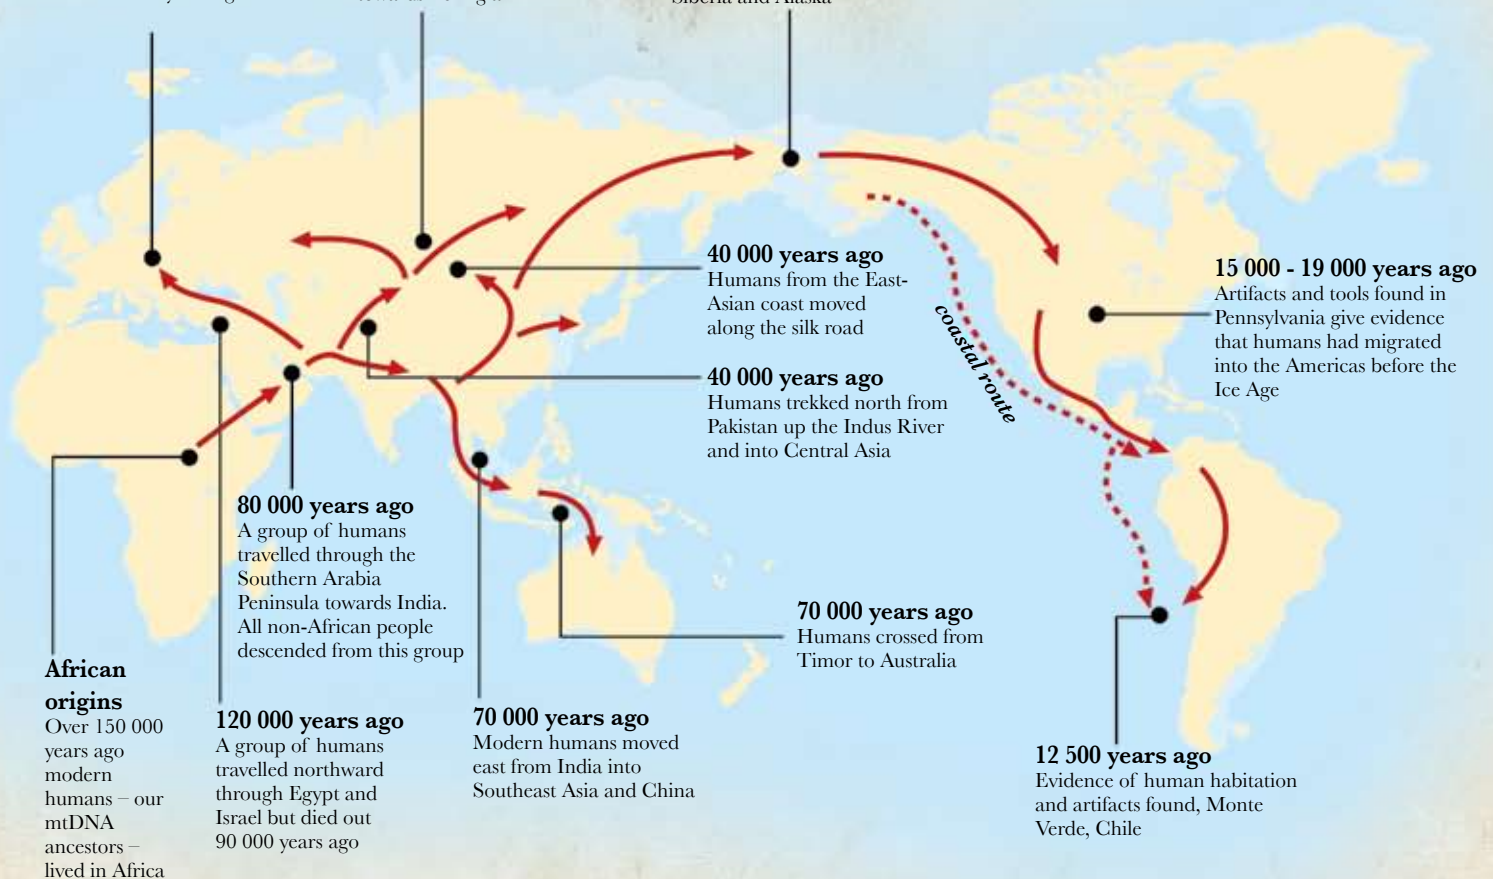 Siberia and Alaska
40 000 years ago
Humans from the East-
Asian coast moved
along the silk road
15 000 - 19 000 years ago
Artifacts and tools found in
Pennsylvania give evidence
that humans had migrated
into the Americas before the
Ice Age
coastal route
40 000 years ago
Humans trekked north from
Pakistan up the Indus River
and into Central Asia
80 000 years ago
A group of humans
travelled through the
Southern Arabia
Peninsula towards India.
All non-African people
descended from this group
70 000 years ago
Humans crossed from
Timor to Australia
African
origins
Over 150 000
years ago
modern
humans – our
mtDNA
ancestors –
lived in Africa
120 000 years ago
A group of humans
travelled northward
through Egypt and
Israel but died out
90 000 years ago
70 000 years ago
Modern humans moved
east from India into
Southeast Asia and China
12 500 years ago
Evidence of human habitation
and artifacts found, Monte
Verde, Chile